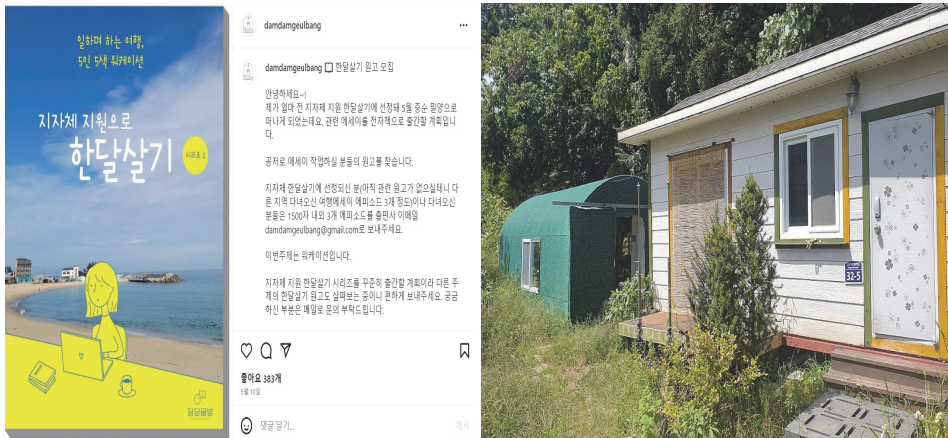 일하며 하는 여행,
5인 5색 워케이션
지자체 지원으로
한달살기
시리즈 1
담담글방
damdamgeulbang
damdamgeulbang 한달살기 원고 모집
안녕하세요~!
제가 얼마 전 지자체 지원 한달살기에 선정돼 5월 중순 밀양으로
떠나게 되었는데요. 관련 에세이를 전자책으로 출간할 계획입니
다.
공저로 에세이 작업하실 분들의 원고를 찾습니다.
지자체 한달살기에 선정되신 분(아직 관련 원고가 없으실테니 다
른 지역 다녀오신 여행에세이 에피소드 3개 정도)이나 다녀오신
분들은 1500자 내외 3개 에피소드를 출판사 이메일
damdamgeulbang@gmail.com로 보내주세요.
이번주제는 워케이션입니다.
지자체 지원 한달살기 시리즈를 꾸준히 출간할 계획이라 다른 주
제의 한달살기 원고도 살펴보는 중이니 편하게 보내주세요. 궁금
하신 부분은 메일로 문의 부탁드립니다.
좋아요 383개
5월 10일
댓글 달기...
게시
32-5